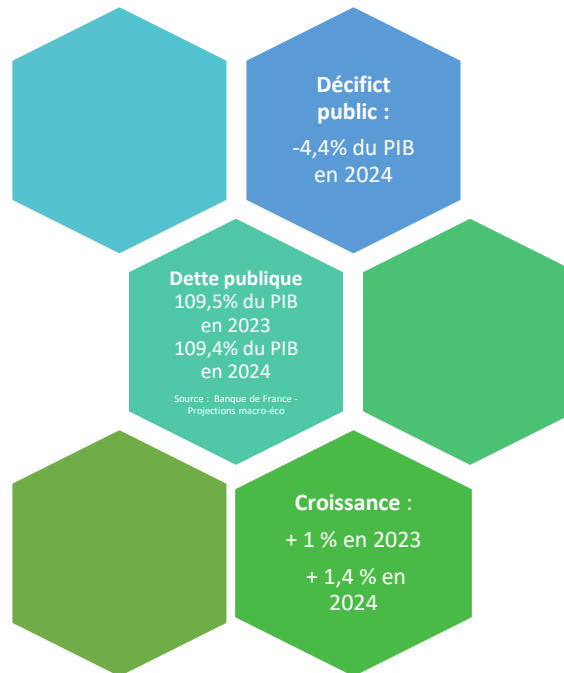 Décifict
public :
-4,4% du PIB
en 2024
Dette publique
109,5% du PIB
en 2023
109,4% du PIB
en 2024
Source : Banque de France -
Projections macro-éco
Croissance :
+ 1 % en 2023
+ 1,4 % en
2024